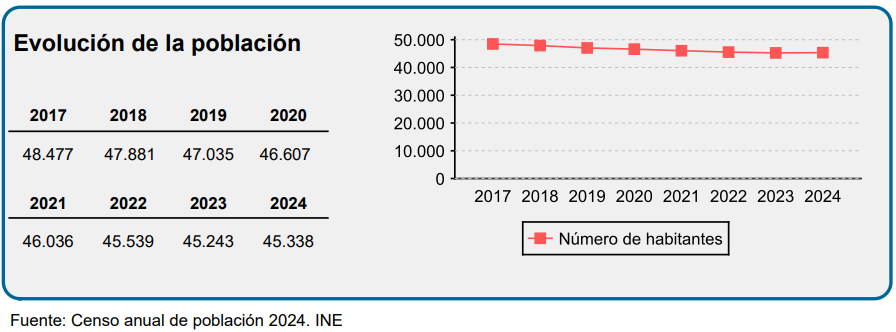 Evolución de la población
2017 2018 2019 2020
48.477 47.881 47.035 46.607
2021 2022 2023 2024
46.036 45.539 45.243 45.338
50.000
40.000
30.000
20.000
10.000
0
2017 2018 2019 2020 2021 2022 2023 2024
Número de habitantes
Fuente: Censo anual de población 2024. INE